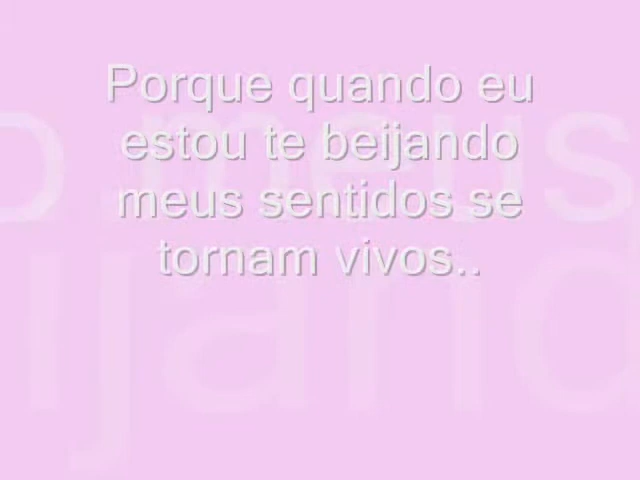 Porque quando eu
estou te beijando
meus sentidos se
tornam vivos..